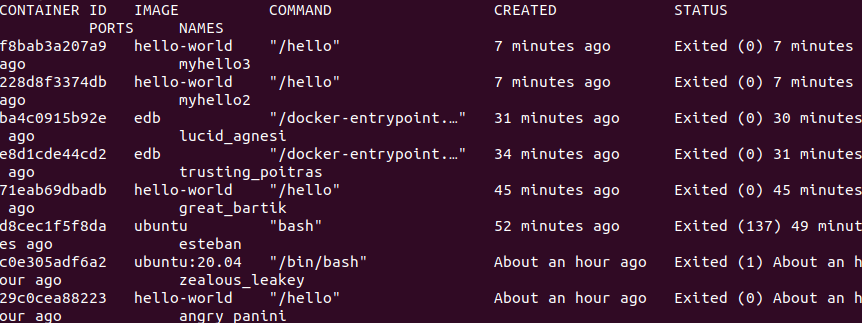 CONTAINER ID   IMAGE          COMMAND                  CREATED             STATUS
          PORTS     NAMES
f8bab3a207a9   hello-world    "/hello"                 7 minutes ago       Exited (0) 7 minutes
ago                 myhello3
228d8f3374db   hello-world    "/hello"                 7 minutes ago       Exited (0) 7 minutes
ago                 myhello2
ba4c0915b92e   edb            "/docker-entrypoint.…"   31 minutes ago      Exited (0) 30 minutes
 ago                lucid_agnesi
e8d1cde44cd2   edb            "/docker-entrypoint.…"   34 minutes ago      Exited (0) 31 minutes
 ago                trusting_poitras
71eab69dbadb   hello-world    "/hello"                 45 minutes ago      Exited (0) 45 minutes
 ago                great_bartik
d8cec1f5f8da   ubuntu         "bash"                   52 minutes ago      Exited (137) 49 minut
es ago              esteban
c0e305adf6a2   ubuntu:20.04   "/bin/bash"              About an hour ago   Exited (1) About an h
our ago             zealous_leakey
29c0cea88223   hello-world    "/hello"                 About an hour ago   Exited (0) About an h
our ago             angry_panini